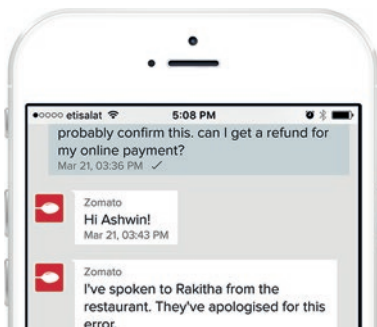 etisalat 5:08 PM
probably confirm this. can I get a refund for
my online payment?
Mar 21, 03:36 PM ✓
Zomato
Hi Ashwin!
Mar 21, 03:43 PM
Zomato
I've spoken to Rakitha from the
restaurant. They've apologised for this
error.